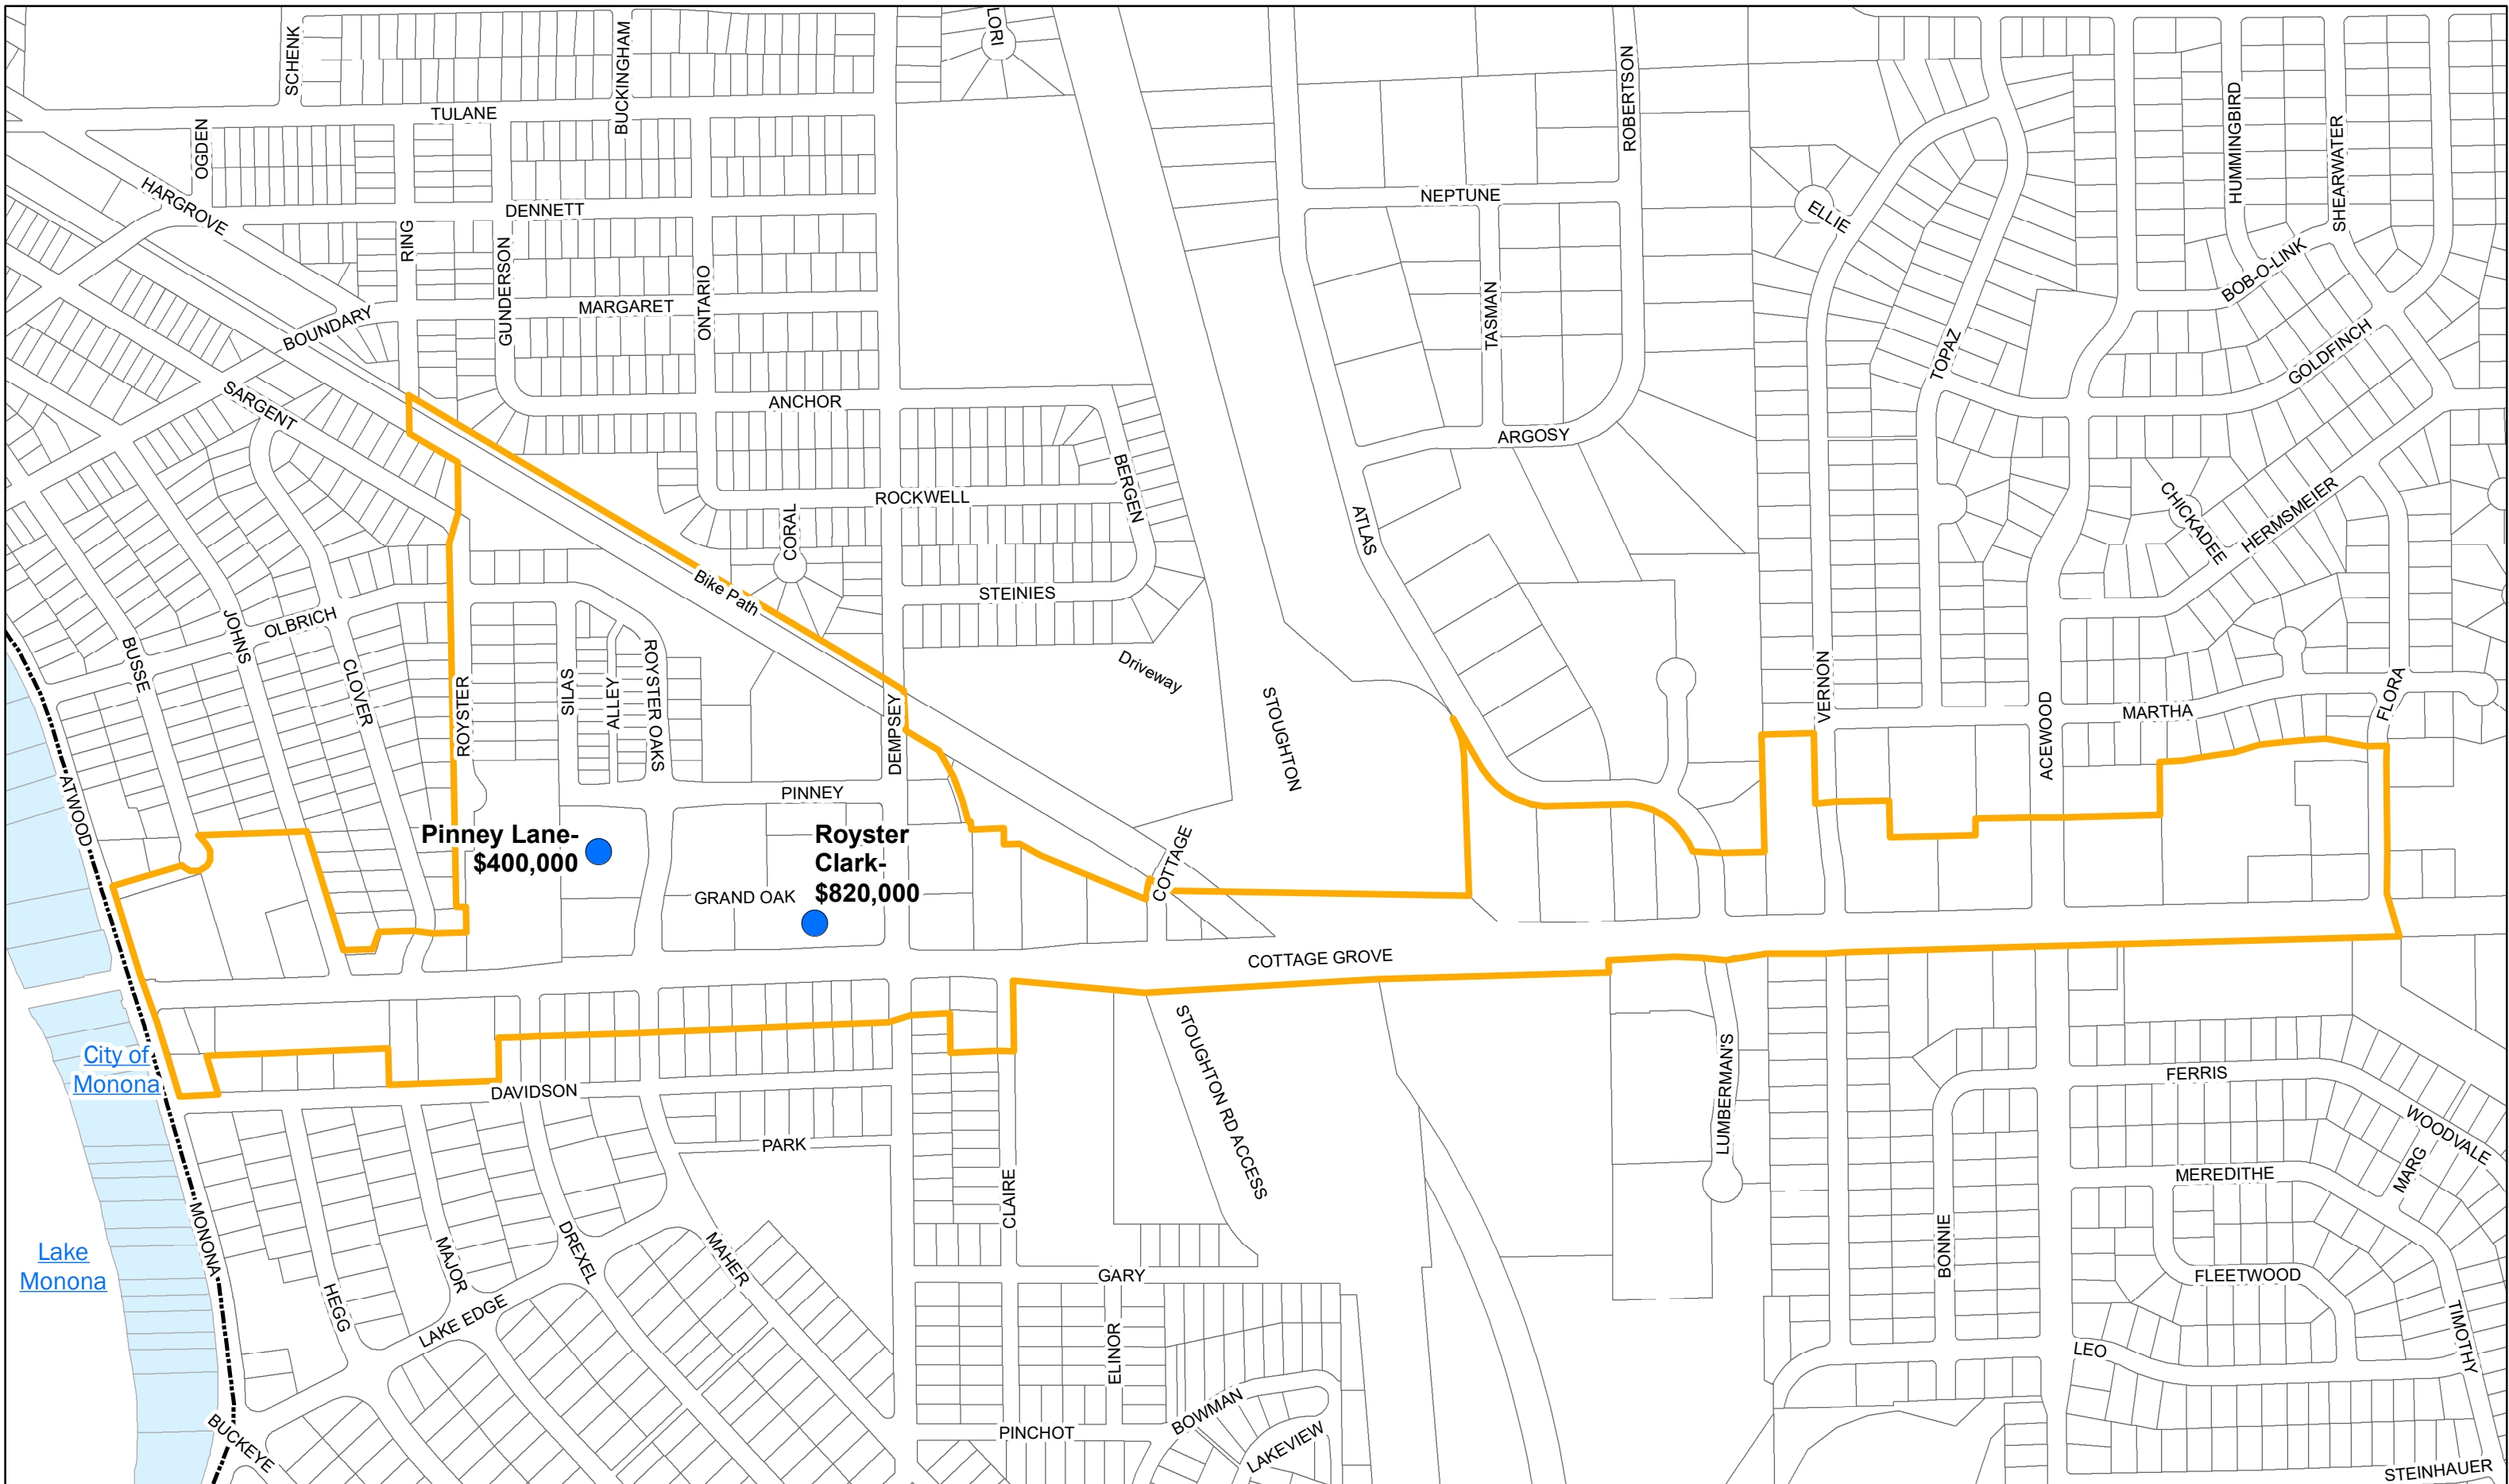 LORI
SCHENK
BUCKINGHAM
ROBERTSON
TULANE
OGDEN
HUMMINGBIRD
SHEARWATER
HARGROVE
DENNETT
NEPTUNE
ELLIE
RING
GUNDERSON
MARGARET
ONTARIO
TASMAN
BOB-O-LINK
BOUNDARY
TOPAZ
GOLDFINCH
SARGENT
ANCHOR
ARGOSY
ROCKWELL
BERGEN
CORAL
ATLAS
CHICKADEE
HERMSMEIER
Bike Path
STEINIES
OLBRICH
JOHNS
BUSSE
CLOVER
ROYSTER
SILAS
ALLEY
ROYSTER OAKS
Driveway
DEMPSEY
STOUGHTON
VERNON
ACEWOOD
MARTHA
FLORA
ATWOOD
PINNEY
Pinney Lane-
$400,000
Royster
Clark-
$820,000
GRAND OAK
COTTAGE
COTTAGE GROVE
City of
Monona
DAVIDSON
STOUGHTON RD ACCESS
LUMBERMAN'S
FERRIS
WOODVALE
PARK
MEREDITHE
MARG
MONONA
CLAIRE
Lake
Monona
HEGG
MAJOR
DREXEL
MAHER
LAKE EDGE
GARY
BONNIE
FLEETWOOD
TIMOTHY
ELINOR
LEO
BUCKEYE
PINCHOT
BOWMAN
LAKEVIEW
STEINHAUER